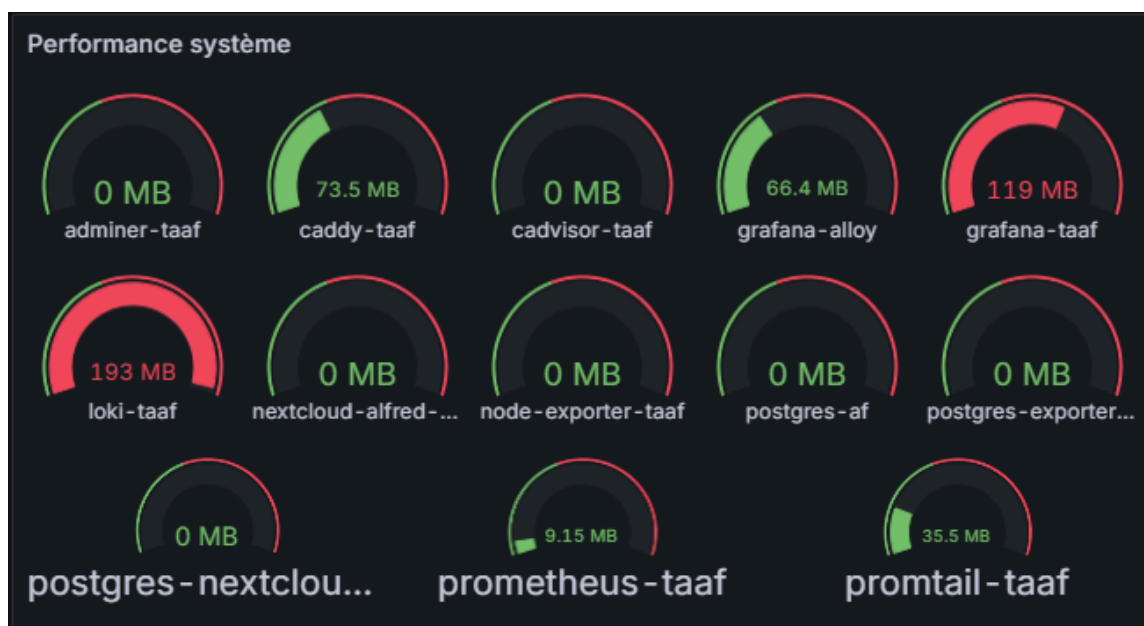 Performance système
0 MB
adminer-taaf
73.5 MB
caddy-taaf
0 MB
cadvisor-taaf
66.4 MB
grafana-alloy
119 MB
grafana-taaf
193 MB
loki-taaf
0 MB
nextcloud-alfred-...
0 MB
node-exporter-taaf
0 MB
postgres-af
0 MB
postgres-exporter...
0 MB
postgres-nextclou...
9.15 MB
prometheus-taaf
35.5 MB
promtail-taaf